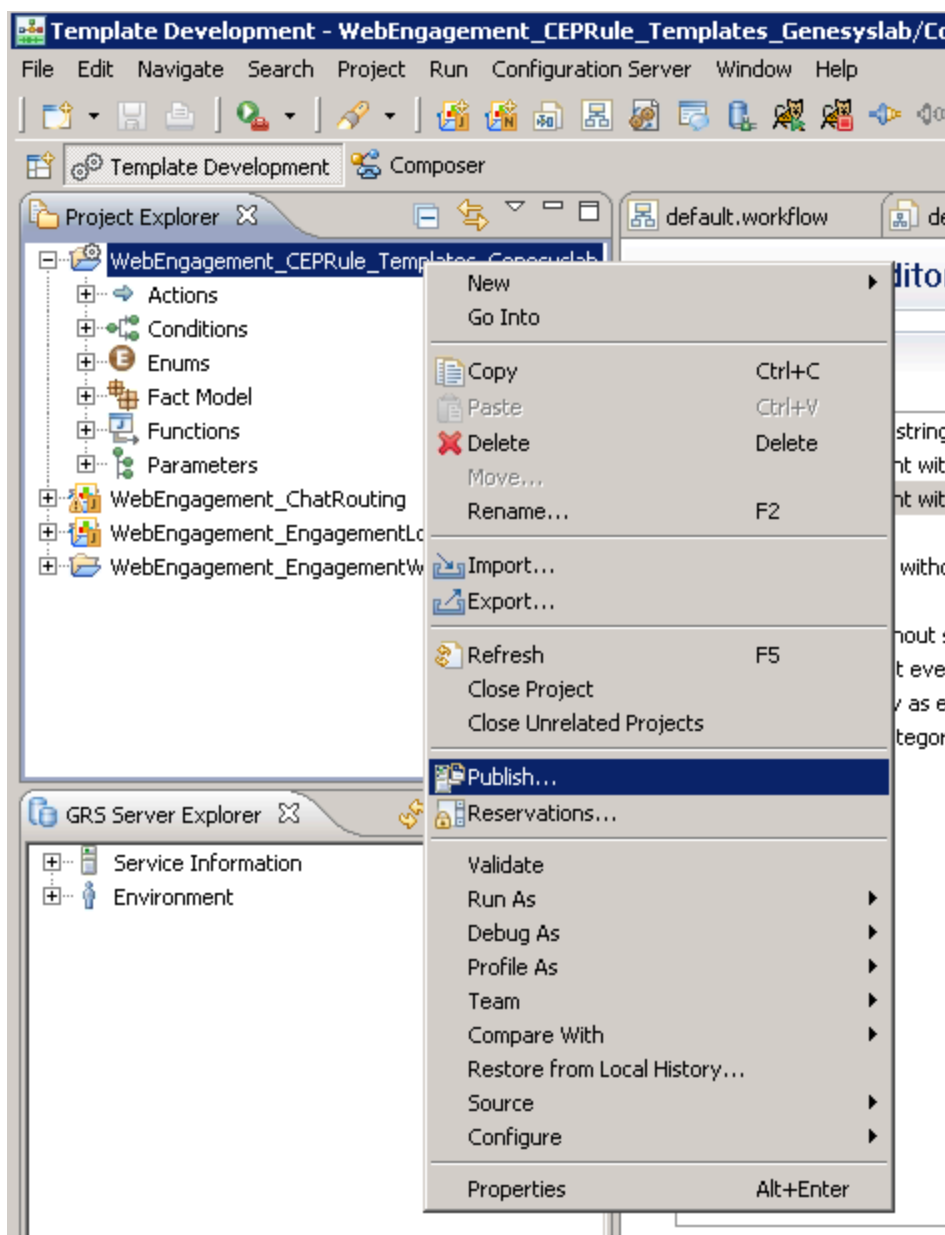 Template Development - WebEngagement_CEPRule_Templates_Genesyslab/Co
File Edit Navigate Search Project Run Configuration Server Window Help
Template Development Composer
Project Explorer default.workflow de
WebEngagement_CEPRule_Templates_Genesyslab
Actions
Conditions
Enums
Fact Model
Functions
Parameters
WebEngagement_ChatRouting
WebEngagement_EngagementLo
WebEngagement_EngagementW
New
Go Into
Copy Ctrl+C
Paste Ctrl+V
Delete Delete
Move...
Rename... F2
Import...
Export...
Refresh F5
Close Project
Close Unrelated Projects
Publish...
Reservations...
Validate
Run As
Debug As
Profile As
Team
Compare With
Restore from Local History...
Source
Configure
Properties Alt+Enter
ditor
string
nt wit
nt wit
witho
nout s
t eve
y as e
tegor
GRS Server Explorer
Service Information
Environment